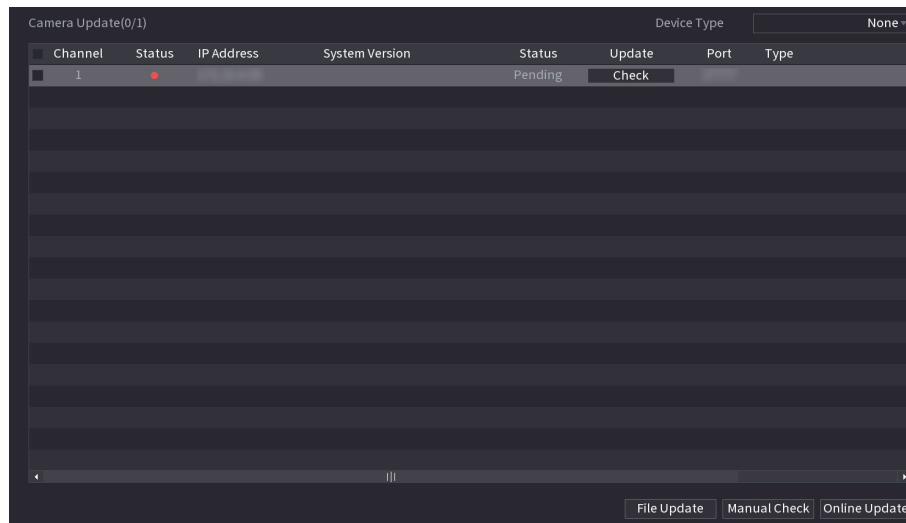 Camera Update(0/1) Device Type None
Channel Status IP Address System Version Status Update Port Type
1 Pending Check
File Update Manual Check Online Update